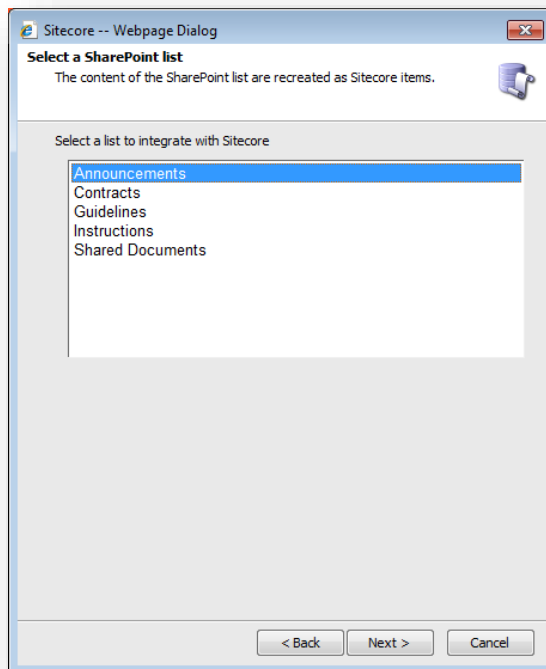 Sitecore -- Webpage Dialog
Select a SharePoint list
The content of the SharePoint list are recreated as Sitecore items.
Select a list to integrate with Sitecore
Announcements
Contracts
Guidelines
Instructions
Shared Documents
< Back Next > Cancel